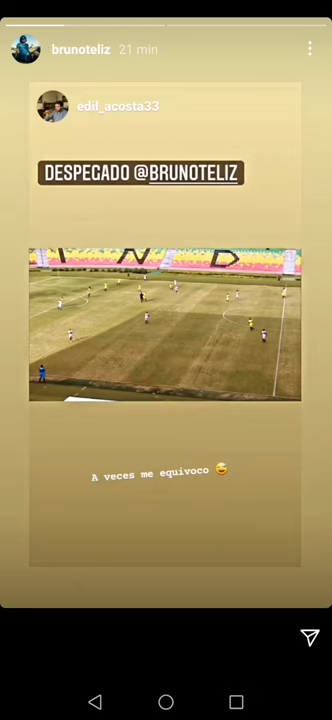 brunoteliz 21 min
edil_acosta33
DESPEGADO @BRUNOTELIZ
I N D
A veces me equivoco 😅